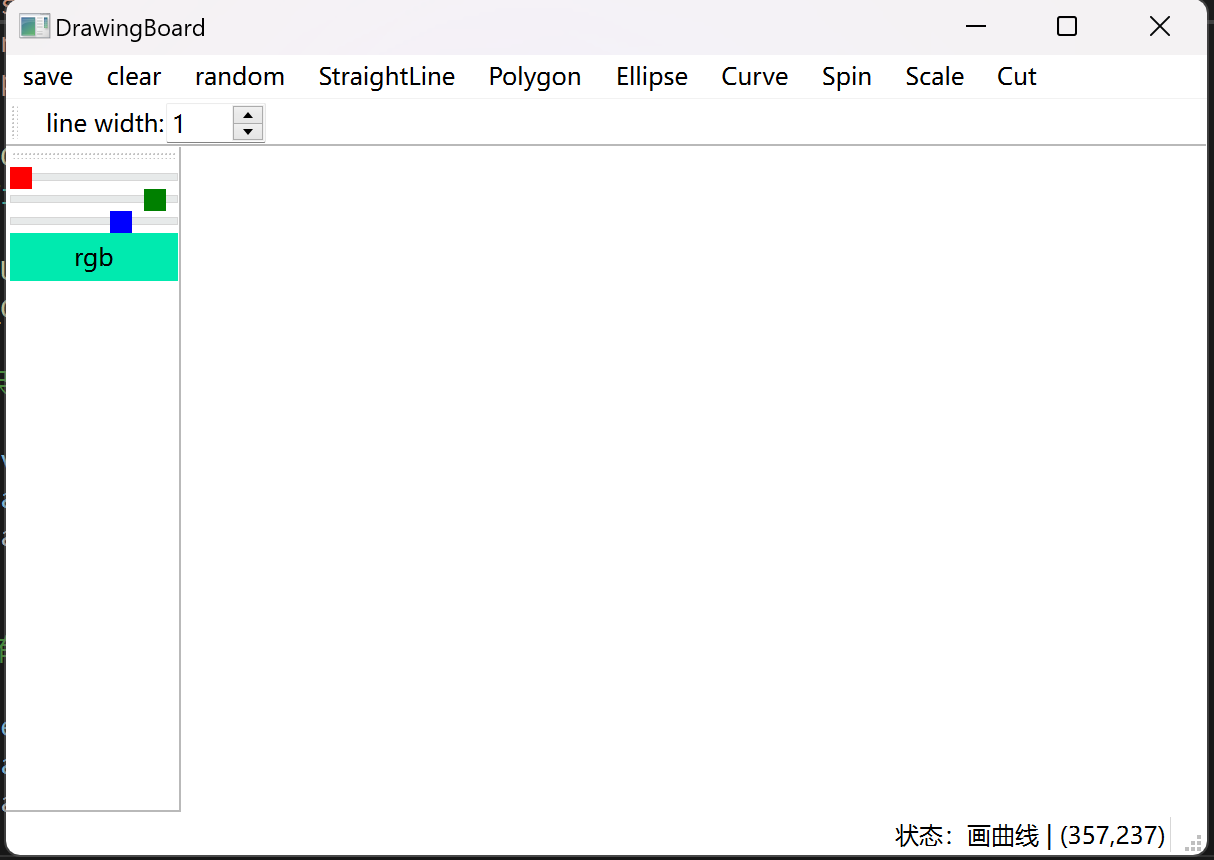 DrawingBoard
save clear random StraightLine Polygon Ellipse Curve Spin Scale Cut
line width: 1
rgb
状态：画曲线 | (357,237)